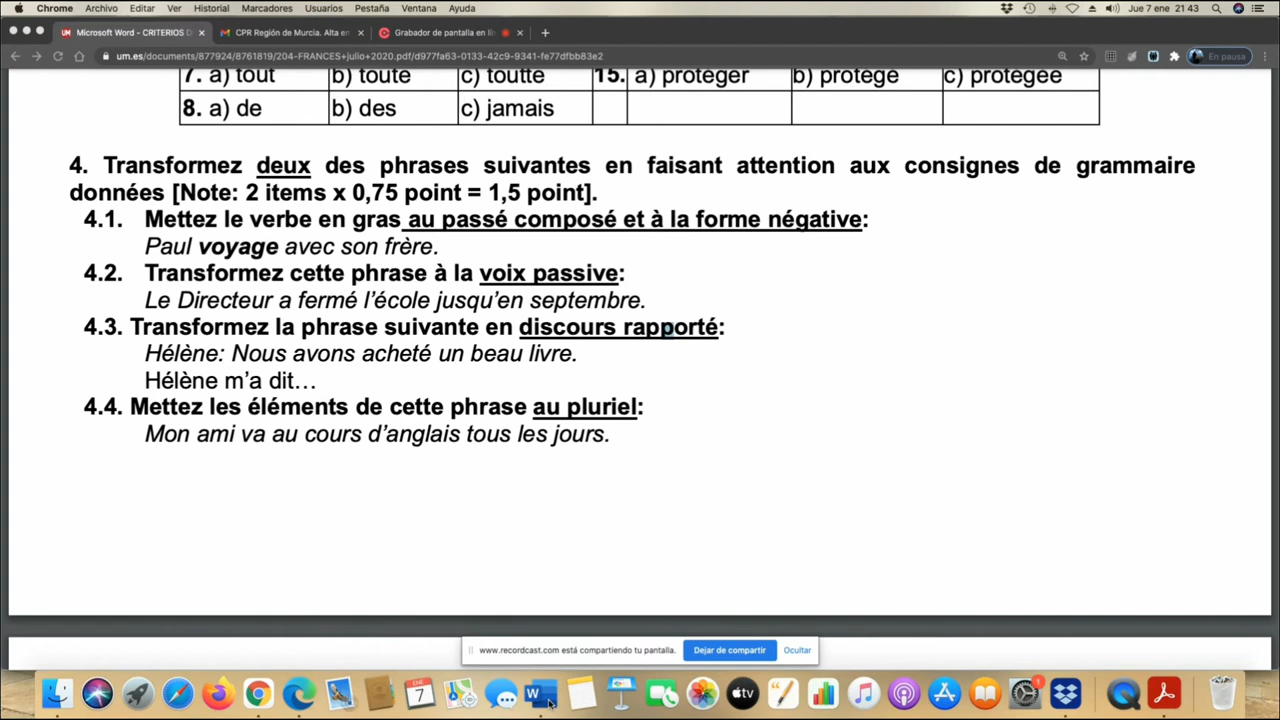 Chrome Archivo Editar Ver Historial Marcadores Usuarios Pestaña Ventana Ayuda Jue 7 ene 21 43
Microsoft Word - CRITERIOS D CPR Región de Murcia. Alta en Grabador de pantalla en lí
um.es/documents/877924/8761819/204-FRANCES+julio+2020.pdf/d977fa63-0133-42c9-9341-fe77dfbb83e2 En pausa
7. a) tout b) toute c) toutte 15. a) protéger b) protège c) protégée
8. a) de b) des c) jamais
4. Transformez deux des phrases suivantes en faisant attention aux consignes de grammaire
données [Note: 2 items x 0,75 point = 1,5 point].
4.1. Mettez le verbe en gras au passé composé et à la forme négative:
Paul voyage avec son frère.
4.2. Transformez cette phrase à la voix passive:
Le Directeur a fermé l’école jusqu’en septembre.
4.3. Transformez la phrase suivante en discours rapporté:
Hélène: Nous avons acheté un beau livre.
Hélène m’a dit…
4.4. Mettez les éléments de cette phrase au pluriel:
Mon ami va au cours d’anglais tous les jours.
www.recordcast.com está compartiendo tu pantalla. Dejar de compartir Ocultar
7 tv 1